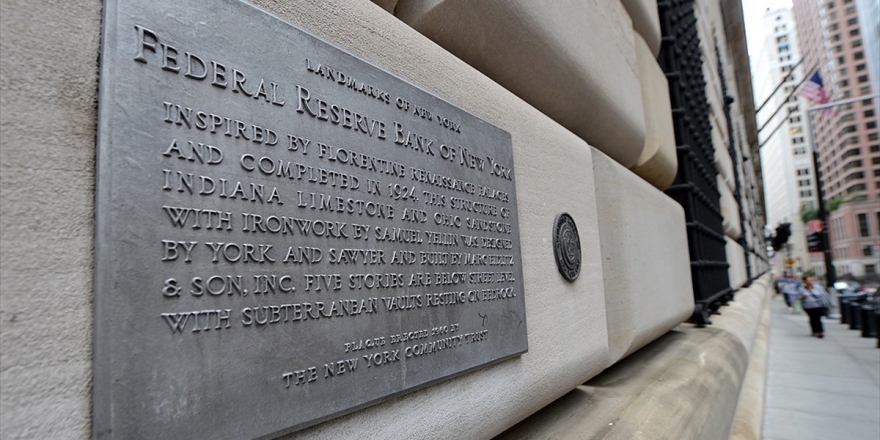 LANDMARKS OF NEW YORK
FEDERAL RESERVE BANK OF NEW YORK
INSPIRED BY FLORENTINE RENAISSANCE PALACES
AND COMPLETED IN 1924, THIS STRUCTURE OF
INDIANA LIMESTONE AND OHIO SANDSTONE
WITH IRONWORK BY SAMUEL YELLIN WAS DESIGNED
BY YORK AND SAWYER AND BUILT BY MARC EIDLITZ
& SON, INC. FIVE STORIES ARE BELOW STREET LEVEL
WITH SUBTERRANEAN VAULTS RESTING ON BEDROCK.
PLAQUE ERECTED 1960 BY
THE NEW YORK COMMUNITY TRUST